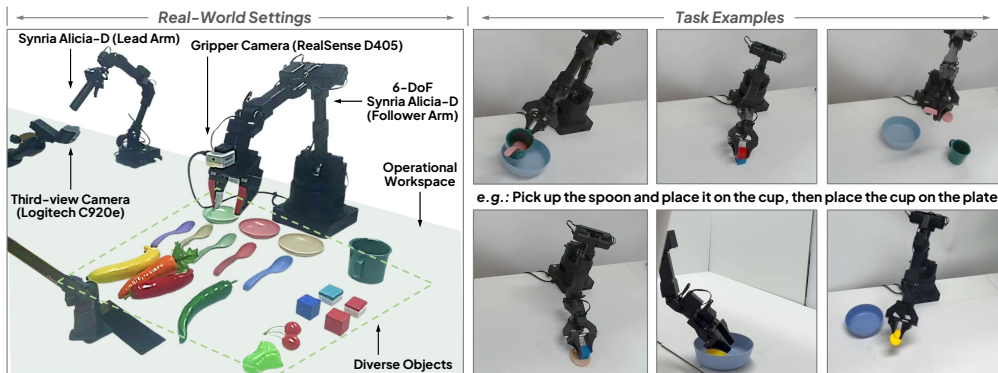 Real-World Settings
Task Examples
Synria Alicia-D (Lead Arm)
Gripper Camera (RealSense D405)
6-DoF
Synria Alicia-D
(Follower Arm)
Operational
Workspace
Third-view Camera
(Logitech C920e)
Diverse Objects
e.g.: Pick up the spoon and place it on the cup, then place the cup on the plate